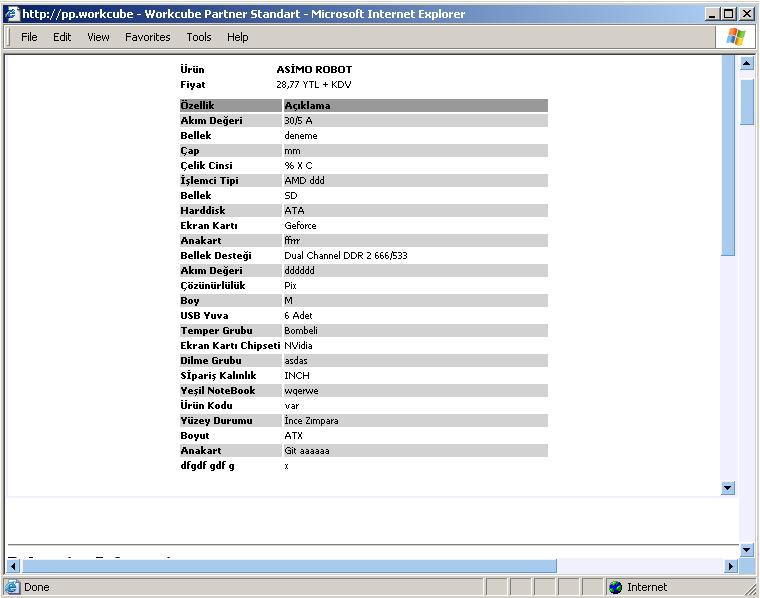 http://pp.workcube - Workcube Partner Standart - Microsoft Internet Explorer
File Edit View Favorites Tools Help
Ürün ASİMO ROBOT
Fiyat 28,77 YTL + KDV
Özellik Açıklama
Akım Değeri 30/5 A
Bellek deneme
Çap mm
Çelik Cinsi % X C
İşlemci Tipi AMD ddd
Bellek SD
Harddisk ATA
Ekran Kartı Geforce
Anakart ffrrr
Bellek Desteği Dual Channel DDR 2 666/533
Akım Değeri dddddd
Çözünürlülük Pix
Boy M
USB Yuva 6 Adet
Temper Grubu Bombeli
Ekran Kartı Chipseti NVidia
Dilme Grubu asdas
Sİpariş Kalınlık INCH
Yeşil NoteBook wqerwe
Ürün Kodu var
Yüzey Durumu İnce Zımpara
Boyut ATX
Anakart Git aaaaaa
dfgdf gdf g x
Done Internet